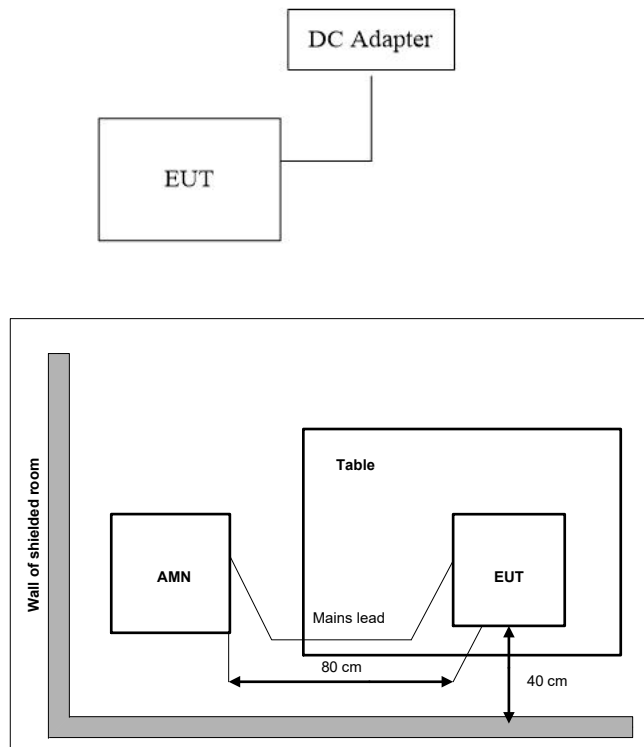 DC Adapter
EUT
Wall of shielded room
Table
AMN
EUT
Mains lead
80 cm
40 cm